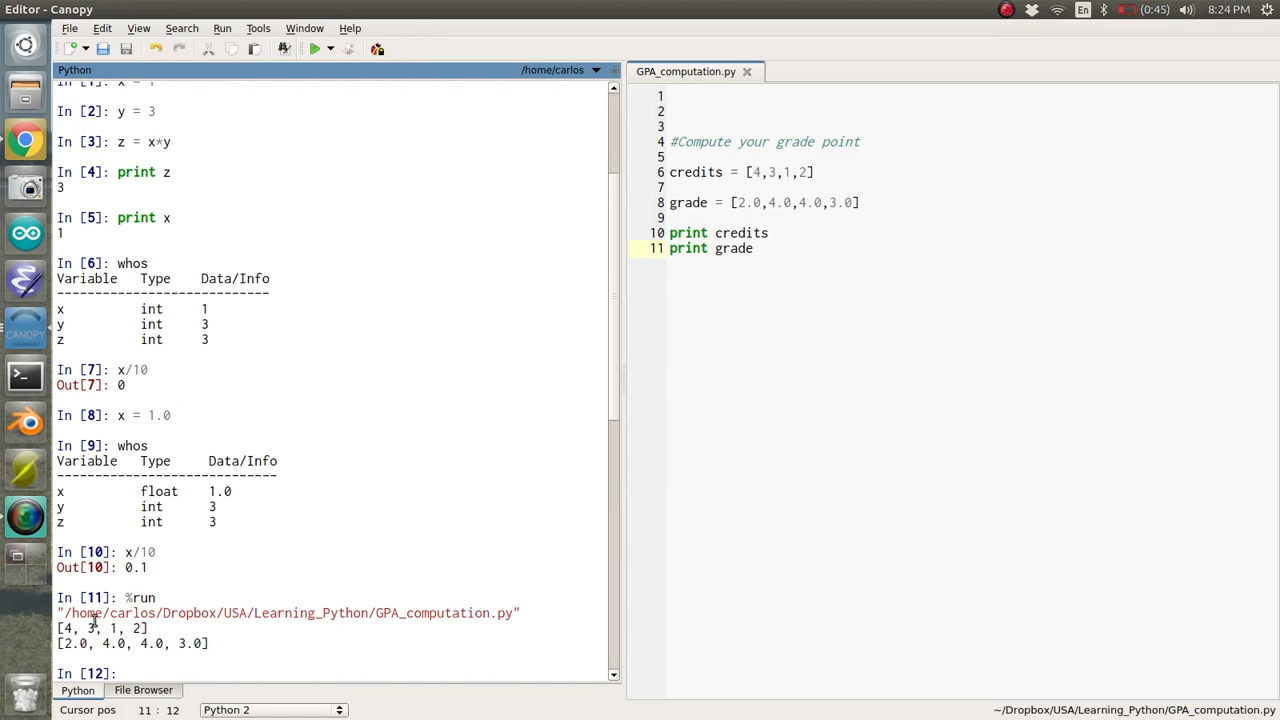 Editor - Canopy
En
(0:45)
8:24 PM
File Edit View Search Run Tools Window Help
Python /home/carlos
In [2]: y = 3
In [3]: z = x*y
In [4]: print z
3
In [5]: print x
1
In [6]: whos
Variable Type Data/Info
----------------------------
x int 1
y int 3
z int 3
In [7]: x/10
Out[7]: 0
In [8]: x = 1.0
In [9]: whos
Variable Type Data/Info
-----------------------------
x float 1.0
y int 3
z int 3
In [10]: x/10
Out[10]: 0.1
In [11]: %run
"/home/carlos/Dropbox/USA/Learning_Python/GPA_computation.py"
[4, 3, 1, 2]
[2.0, 4.0, 4.0, 3.0]
In [12]:
Python File Browser
Cursor pos 11 : 12 Python 2
GPA_computation.py
1
2
3
4 #Compute your grade point
5
6 credits = [4,3,1,2]
7
8 grade = [2.0,4.0,4.0,3.0]
9
10 print credits
11 print grade
~/Dropbox/USA/Learning_Python/GPA_computation.py
CANOPY
>_